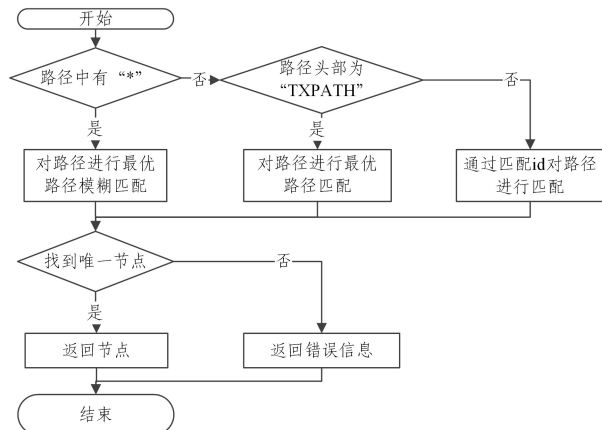 开始
路径中有“*”
否
路径头部为
“TXPATH”
否
是
是
对路径进行最优
路径模糊匹配
对路径进行最优
路径匹配
通过匹配id对路径
进行匹配
找到唯一节点
否
是
返回节点
返回错误信息
结束